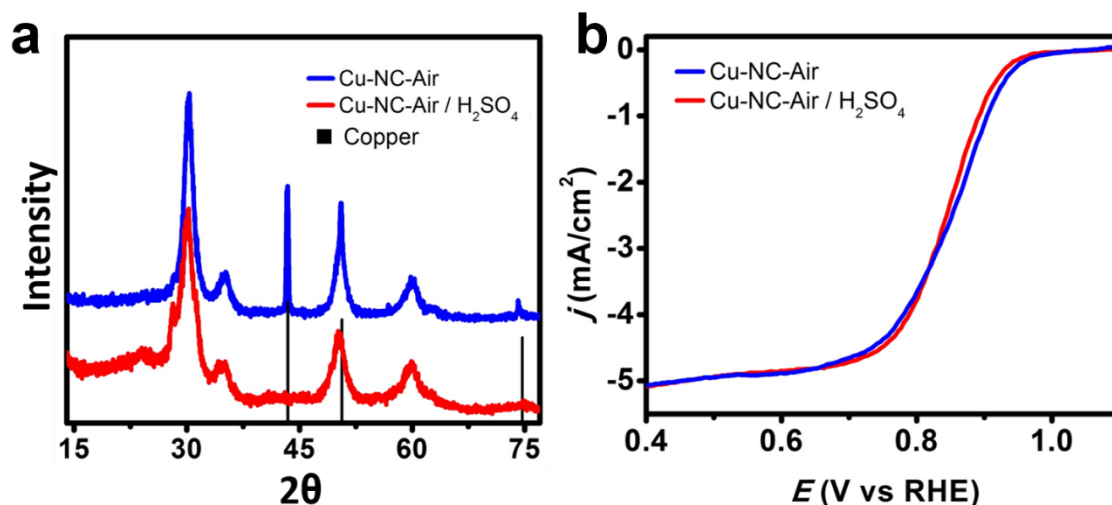 a
Cu-NC-Air
Cu-NC-Air / H₂SO₄
Copper
Intensity
15 30 45 60 75
2θ
b
Cu-NC-Air
Cu-NC-Air / H₂SO₄
0
-1
-2
-3
-4
-5
j (mA/cm²)
0.4 0.6 0.8 1.0
E (V vs RHE)